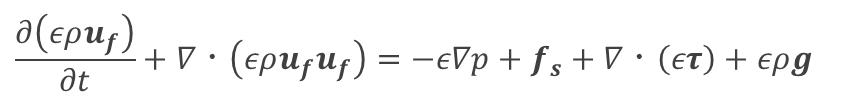 ∂(ϵρu_f)/∂t + ∇ · (ϵρu_f u_f) = −ϵ∇p + f_s + ∇ · (ϵτ) + ϵρg